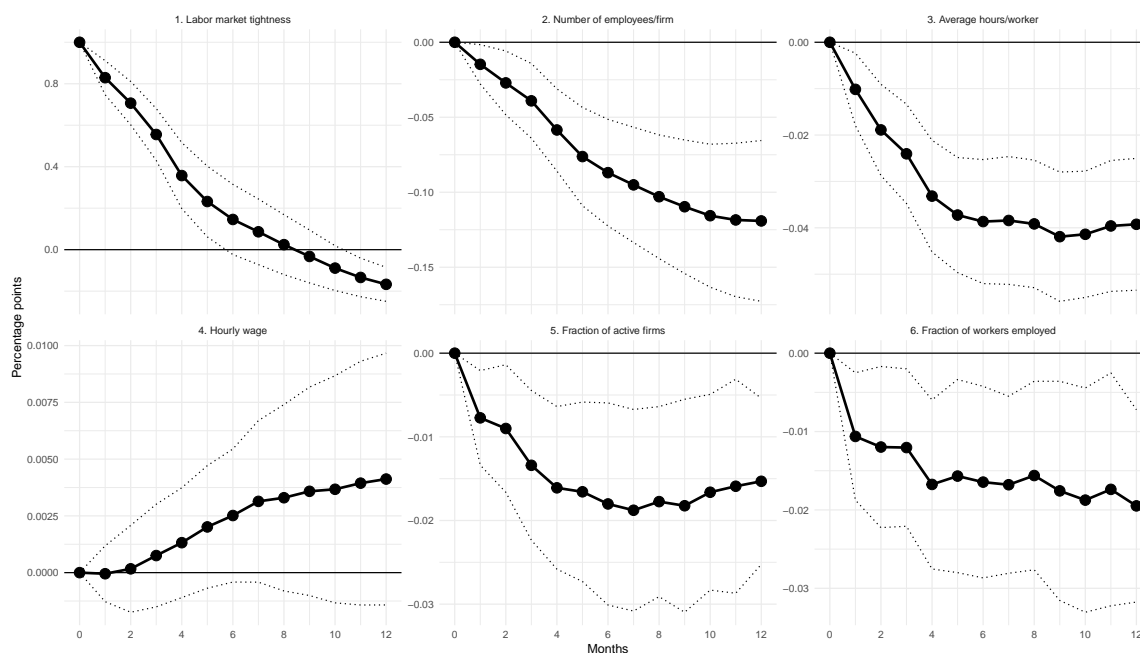 1. Labor market tightness
2. Number of employees/firm
3. Average hours/worker
0.8
0.4
0.0
0.00
−0.05
−0.10
−0.15
0.00
−0.02
−0.04
Percentage points
4. Hourly wage
5. Fraction of active firms
6. Fraction of workers employed
0.0100
0.0075
0.0050
0.0025
0.0000
0.00
−0.01
−0.02
−0.03
0.00
−0.01
−0.02
−0.03
0 2 4 6 8 10 12
0 2 4 6 8 10 12
0 2 4 6 8 10 12
Months